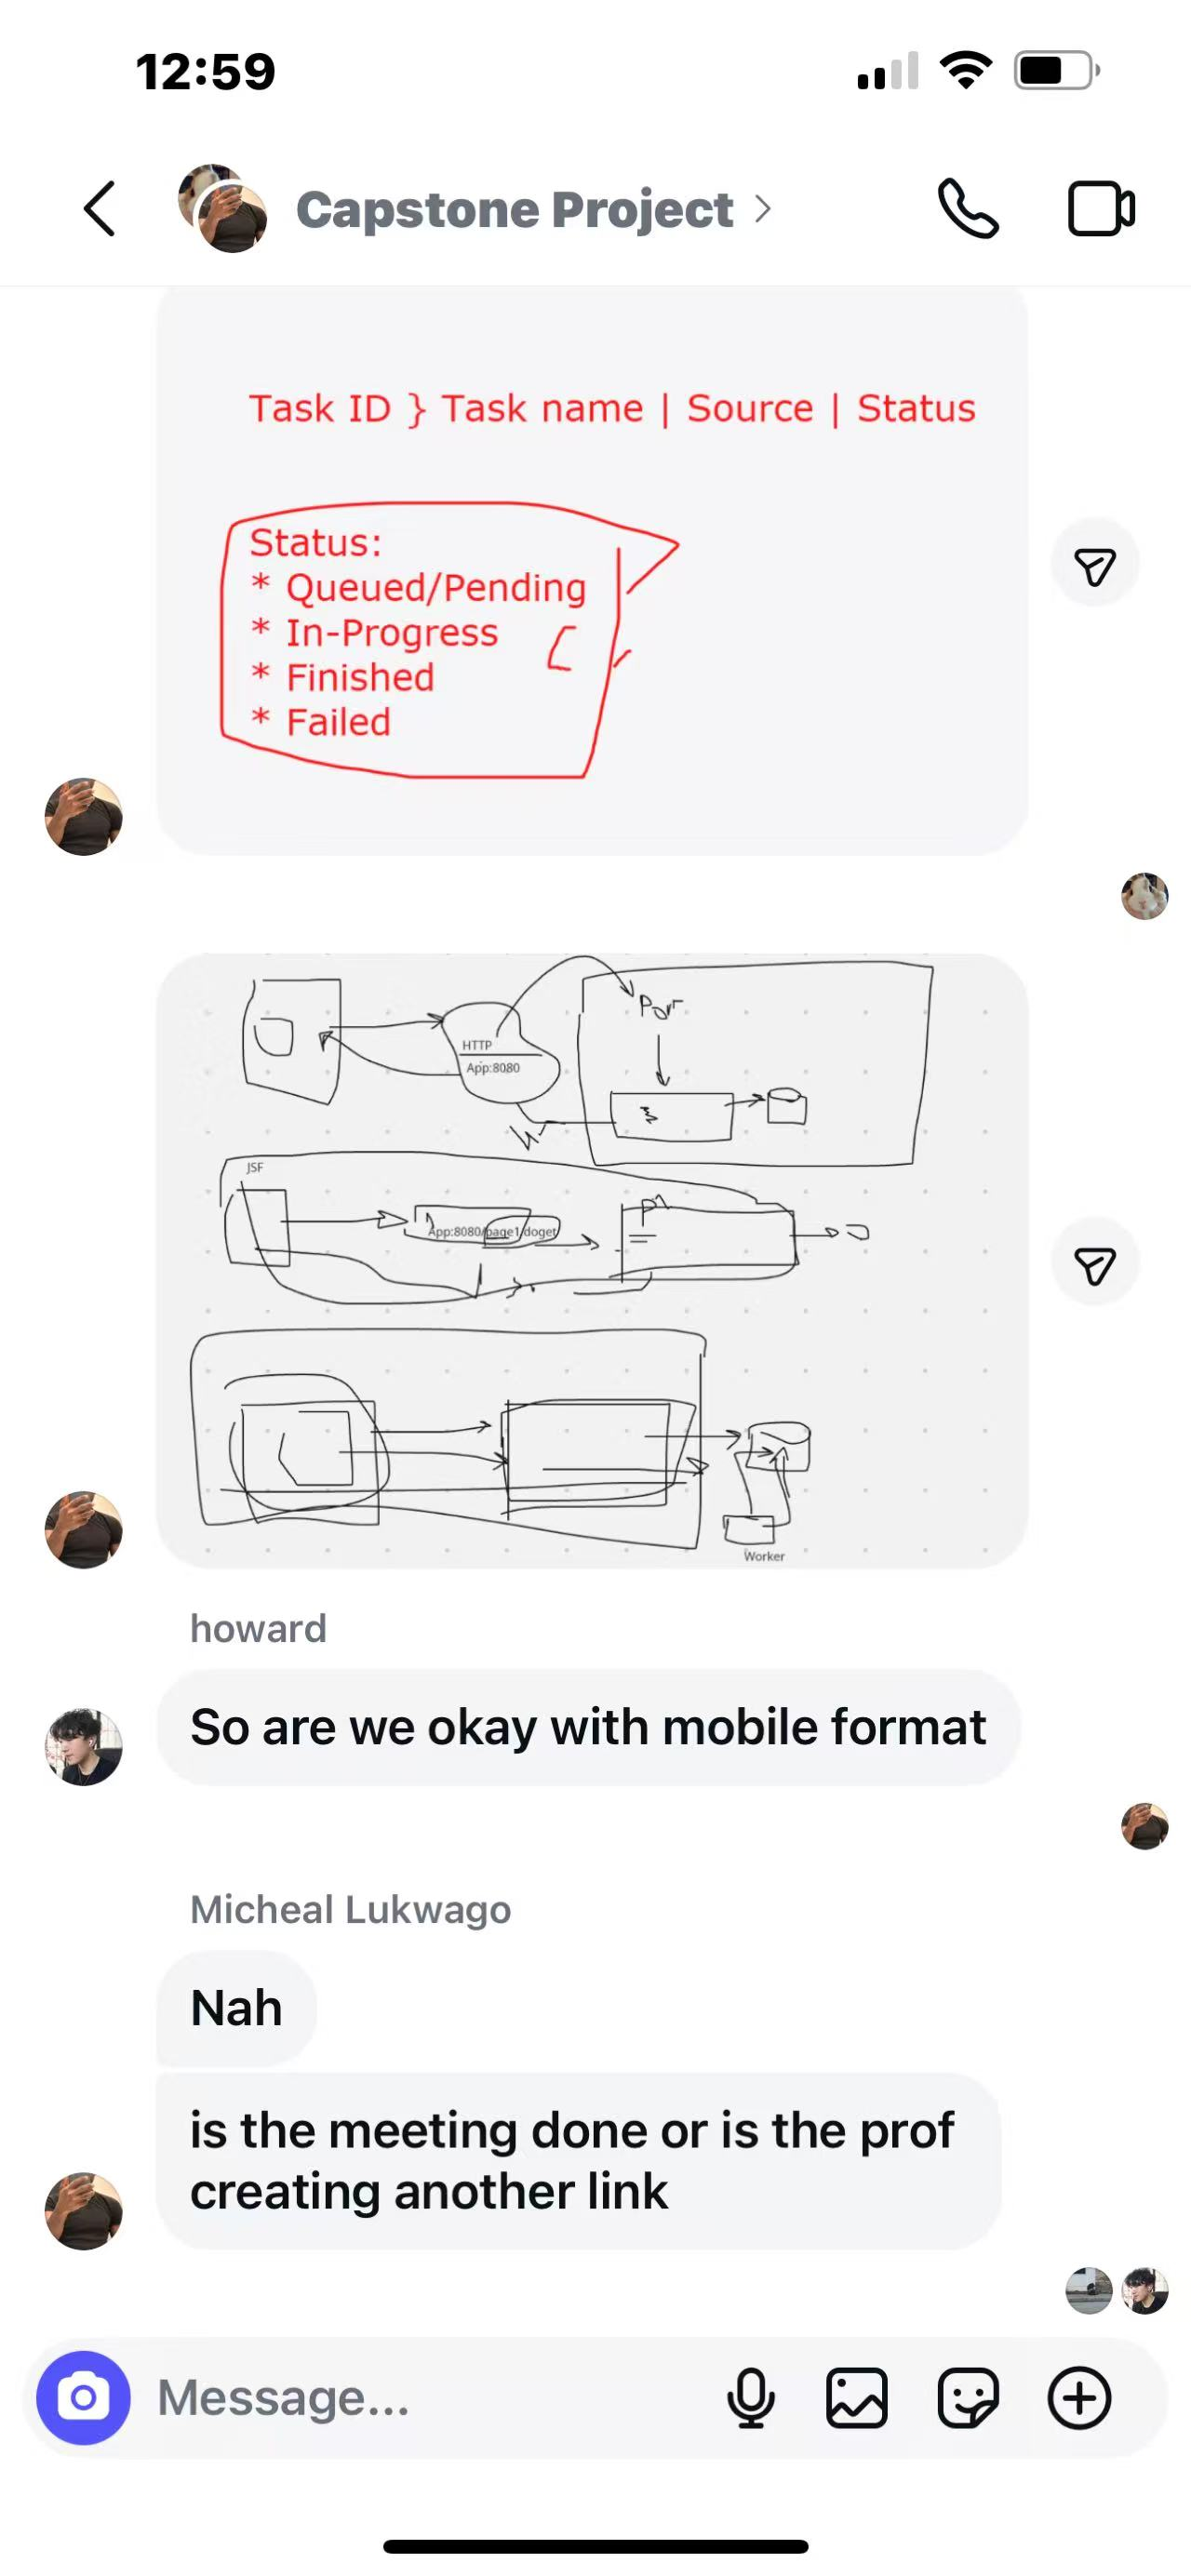 12:59
Capstone Project
Task ID } Task name | Source | Status
Status:
* Queued/Pending
* In-Progress
* Finished
* Failed
Port
HTTP
App:8080
JSF
App:8080/page1/doget
Worker
howard
So are we okay with mobile format
Micheal Lukwago
Nah
is the meeting done or is the prof
creating another link
Message...